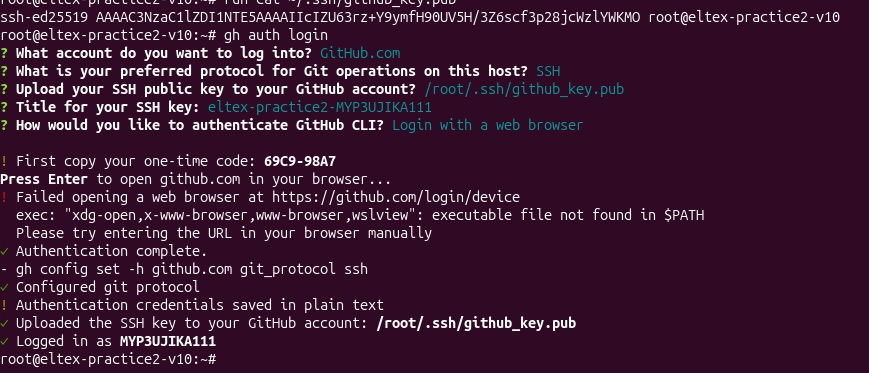 ssh-ed25519 AAAAC3NzaC1lZDI1NTE5AAAAIIcIZU63rz+Y9ymfH90UV5H/3Z6scf3p28jcWzlYWKMO root@eltex-practice2-v10
root@eltex-practice2-v10:~# gh auth login
? What account do you want to log into? GitHub.com
? What is your preferred protocol for Git operations on this host? SSH
? Upload your SSH public key to your GitHub account? /root/.ssh/github_key.pub
? Title for your SSH key: eltex-practice2-MYP3UJIKA111
? How would you like to authenticate GitHub CLI? Login with a web browser
! First copy your one-time code: 69C9-98A7
Press Enter to open github.com in your browser...
! Failed opening a web browser at https://github.com/login/device
exec: "xdg-open,x-www-browser,www-browser,wslview": executable file not found in $PATH
Please try entering the URL in your browser manually
✓ Authentication complete.
- gh config set -h github.com git_protocol ssh
✓ Configured git protocol
! Authentication credentials saved in plain text
✓ Uploaded the SSH key to your GitHub account: /root/.ssh/github_key.pub
✓ Logged in as MYP3UJIKA111
root@eltex-practice2-v10:~#